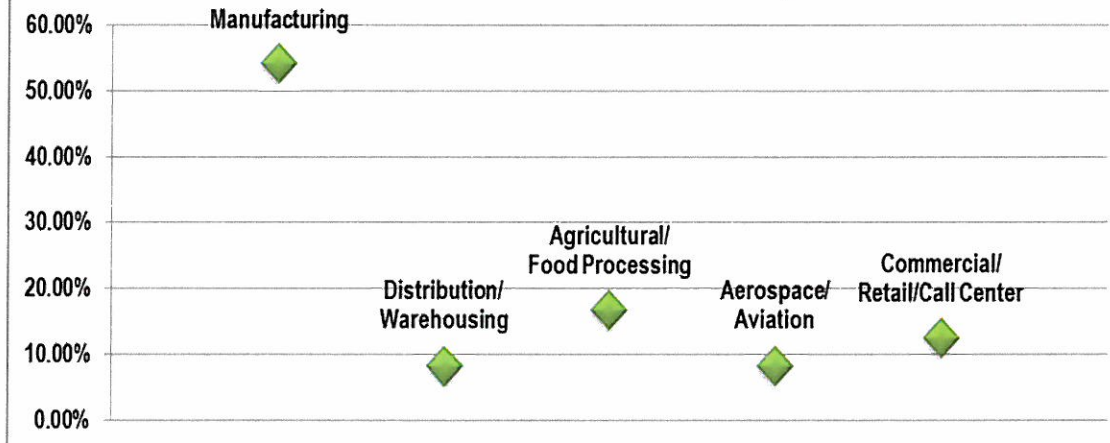 60.00%
50.00%
40.00%
30.00%
20.00%
10.00%
0.00%
Manufacturing
Distribution/
Warehousing
Agricultural/
Food Processing
Aerospace/
Aviation
Commercial/
Retail/Call Center